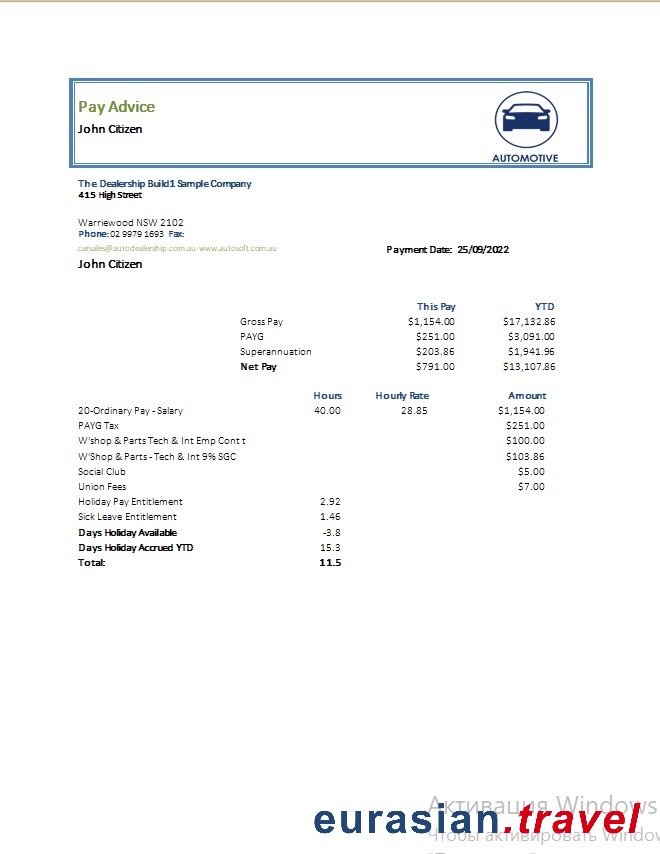 Pay Advice
John Citizen
AUTOMOTIVE
The Dealership Build1 Sample Company
415 High Street
Warriewood NSW 2102
Phone: 02 9979 1693 Fax:
carsales@autodealership.com.au-www.autosoft.com.au
Payment Date: 25/09/2022
John Citizen
This Pay YTD
Gross Pay $1,154.00 $17,132.86
PAYG $251.00 $3,091.00
Superannuation $203.86 $1,941.96
Net Pay $791.00 $13,107.86
Hours Hourly Rate Amount
20-Ordinary Pay - Salary 40.00 28.85 $1,154.00
PAYG Tax $251.00
W'shop & Parts Tech & Int Emp Cont t $100.00
W'Shop & Parts - Tech & Int 9% SGC $103.86
Social Club $5.00
Union Fees $7.00
Holiday Pay Entitlement 2.92
Sick Leave Entitlement 1.46
Days Holiday Available -3.8
Days Holiday Accrued YTD 15.3
Total: 11.5
Активация Windows
eurasian.travel
Чтобы активировать Window